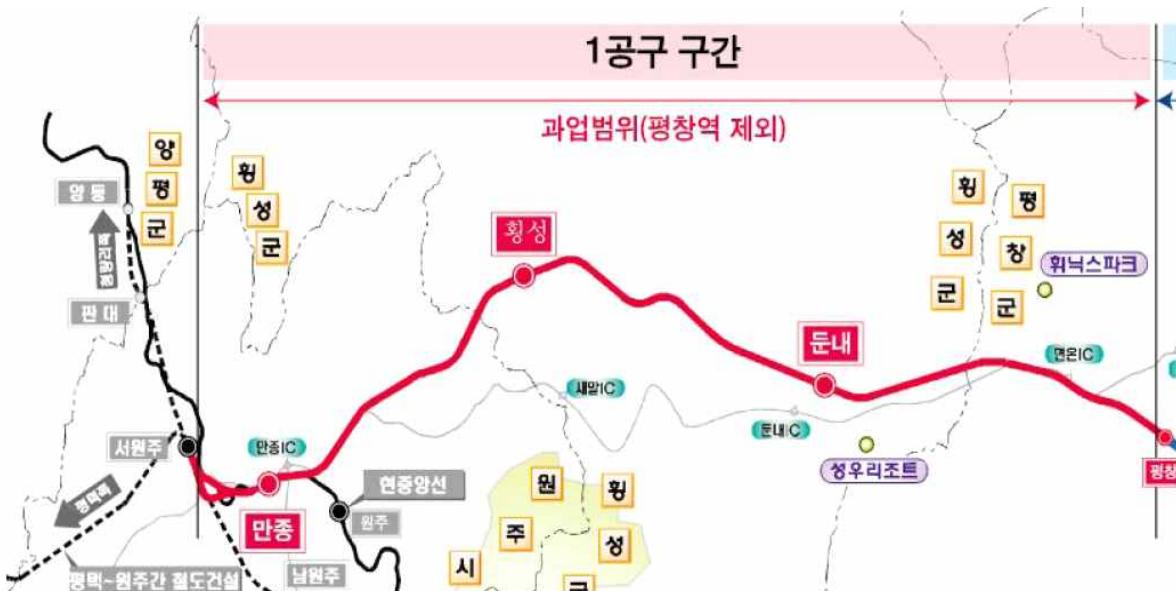 1공구 구간
과업범위(평창역 제외)
양평군
횡성군
양동
판대
횡성
횡성군
평창군
휘닉스파크
둔내
면온IC
새말IC
둔내IC
성우리조트
서원주
만종IC
현중앙선
원주
만종
원주시
횡성군
평창
남원주
평택~원주간 철도건설